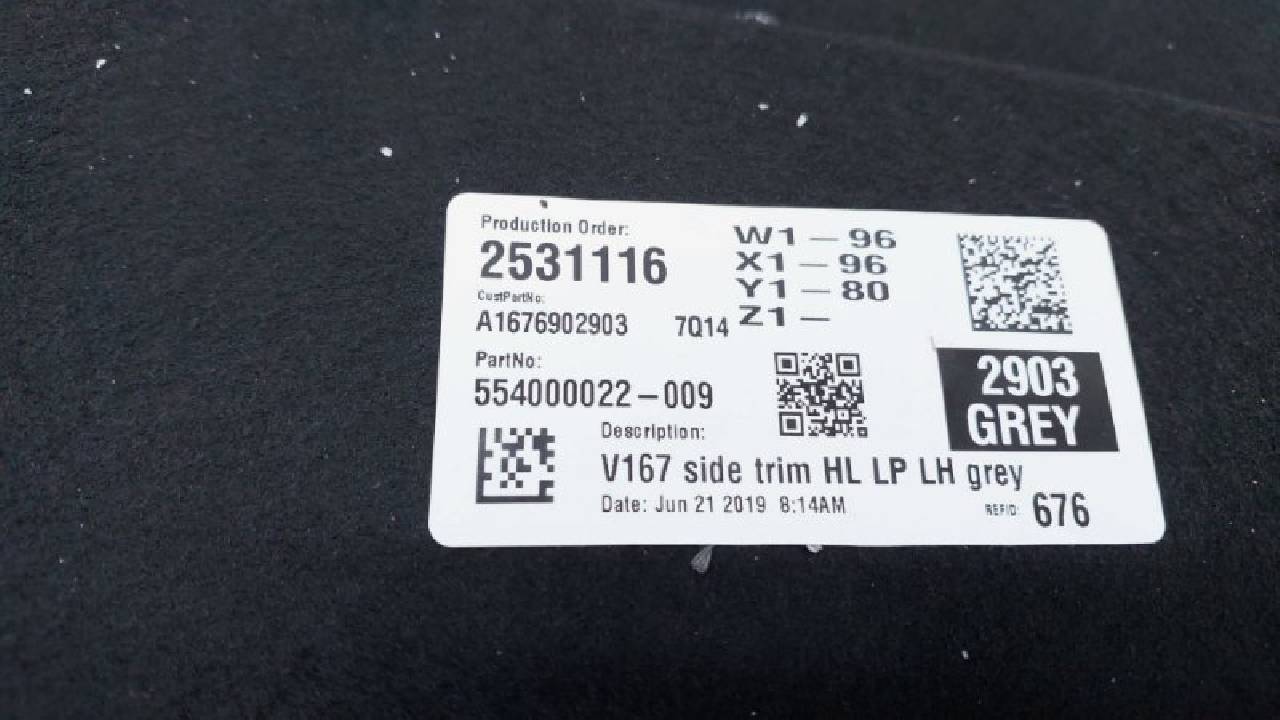 Production Order:
2531116
CustPartNo:
A1676902903 7Q14
W1 – 96
X1 – 96
Y1 – 80
Z1 –
PartNo:
554000022-009
2903
GREY
Description:
V167 side trim HL LP LH grey
Date: Jun 21 2019 8:14AM
REFID: 676